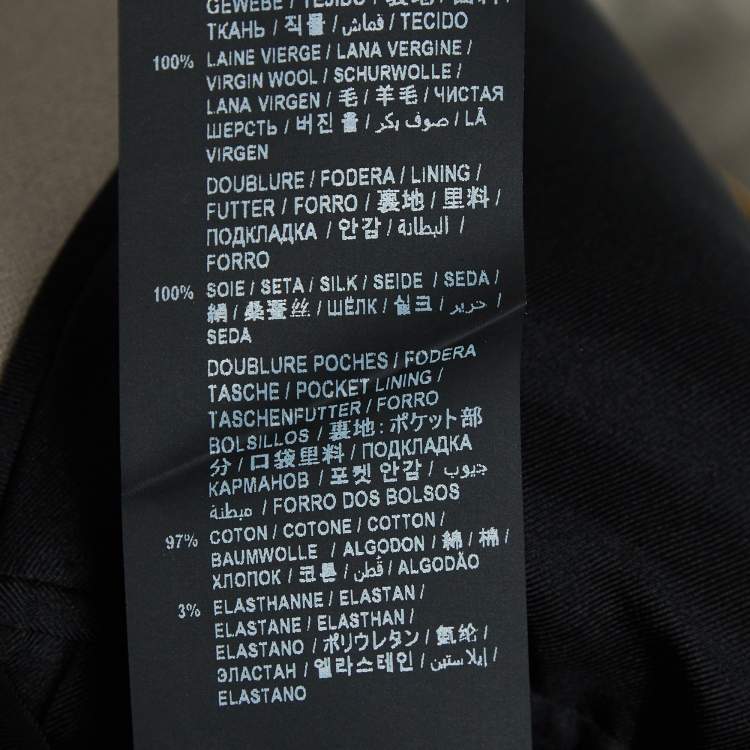 GEWEBE / TEJIDO / 裏地 /
ТКАНЬ / 직물 / قماش / TECIDO
100% LAINE VIERGE / LANA VERGINE /
VIRGIN WOOL / SCHURWOLLE /
LANA VIRGEN / 毛 / 羊毛 / ЧИСТАЯ
ШЕРСТЬ / 버진 울 / صوف بكر / LÃ
VIRGEN
DOUBLURE / FODERA / LINING /
FUTTER / FORRO / 裏地 / 里料 /
ПОДКЛАДКА / 안감 / البطانة /
FORRO
100% SOIE / SETA / SILK / SEIDE / SEDA /
絹 / 桑蚕丝 / ШЁЛК / 실크 / حرير /
SEDA
DOUBLURE POCHES / FODERA
TASCHE / POCKET LINING /
TASCHENFUTTER / FORRO
BOLSILLOS / 裏地:ポケット部
分 / 口袋里料 / ПОДКЛАДКА
КАРМАНОВ / 포켓 안감 / جيوب
مبطنة / FORRO DOS BOLSOS
97% COTON / COTONE / COTTON /
BAUMWOLLE / ALGODON / 綿 / 棉 /
ХЛОПОК / 코튼 / قطن / ALGODÃO
3% ELASTHANNE / ELASTAN /
ELASTANE / ELASTHAN /
ELASTANO / ポリウレタン / 氨纶 /
ЭЛАСТАН / 엘라스테인 / إيلاستين /
ELASTANO